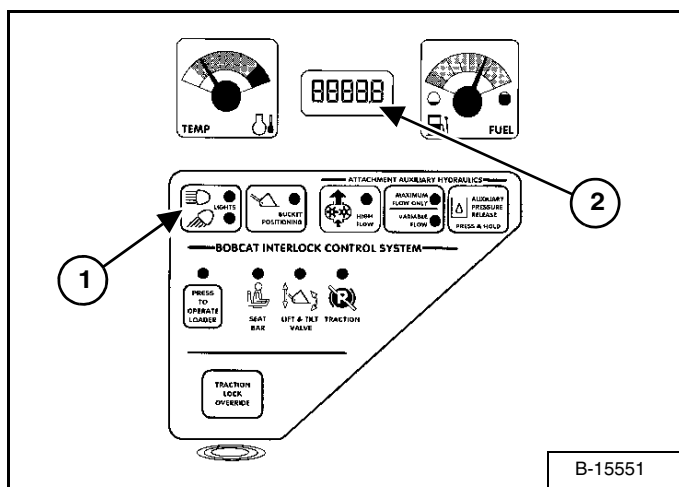 88888
TEMP
FUEL
2
ATTACHMENT AUXILIARY HYDRAULICS
LIGHTS
BUCKET
POSITIONING
HIGH
FLOW
MAXIMUM
FLOW ONLY
VARIABLE
FLOW
AUXILIARY
PRESSURE
RELEASE
PRESS & HOLD
1
BOBCAT INTERLOCK CONTROL SYSTEM
PRESS
TO
OPERATE
LOADER
SEAT
BAR
LIFT & TILT
VALVE
P
TRACTION
TRACTION
LOCK
OVERRIDE
B-15551